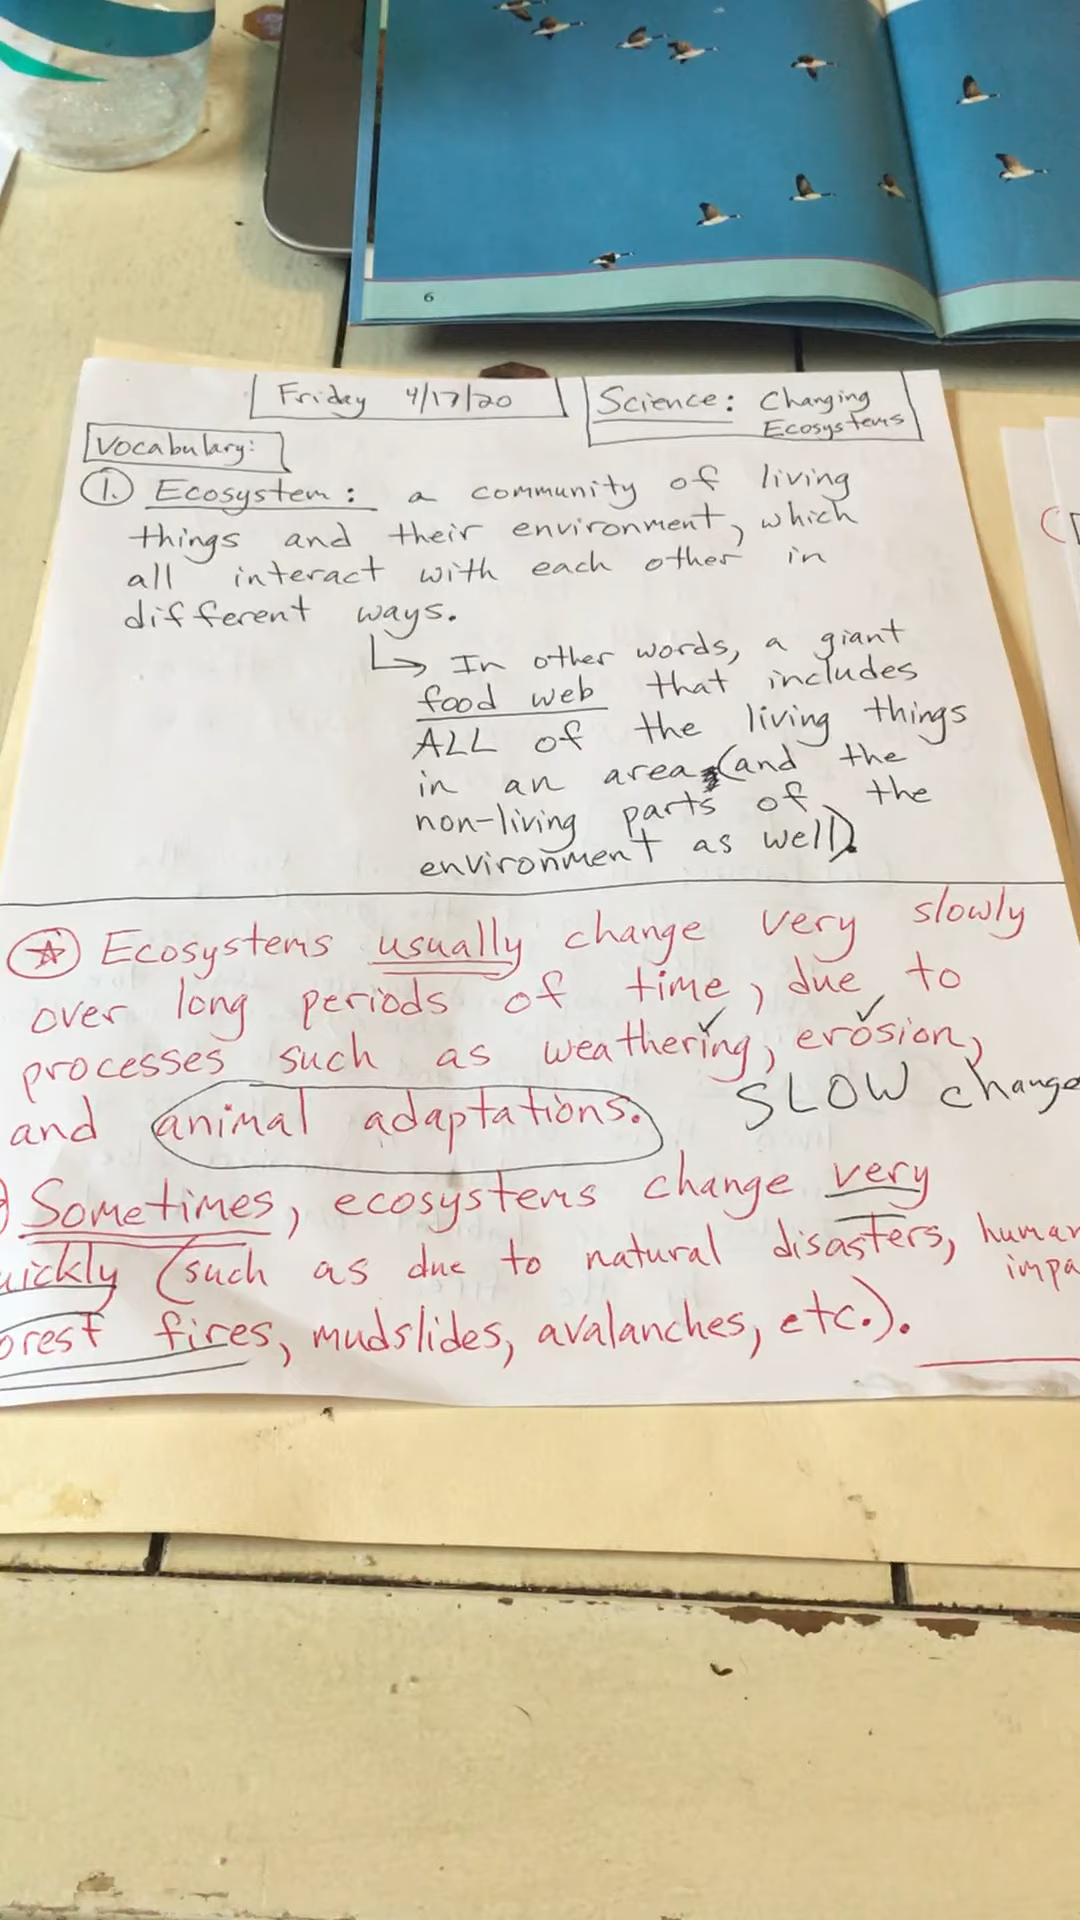 6
Friday 4/17/20
Science: Changing
Ecosystems
Vocabulary:
1. Ecosystem: a community of living
things and their environment, which
all interact with each other in
different ways.
↳ In other words, a giant
food web that includes
ALL of the living things
in an area (and the
non-living parts of the
environment as well).
Ecosystems usually change very slowly
over long periods of time, due to
processes such as weathering, erosion,
and animal adaptations.
SLOW change
Sometimes, ecosystems change very
uickly (such as due to natural disasters, human
impa
orest fires, mudslides, avalanches, etc.).